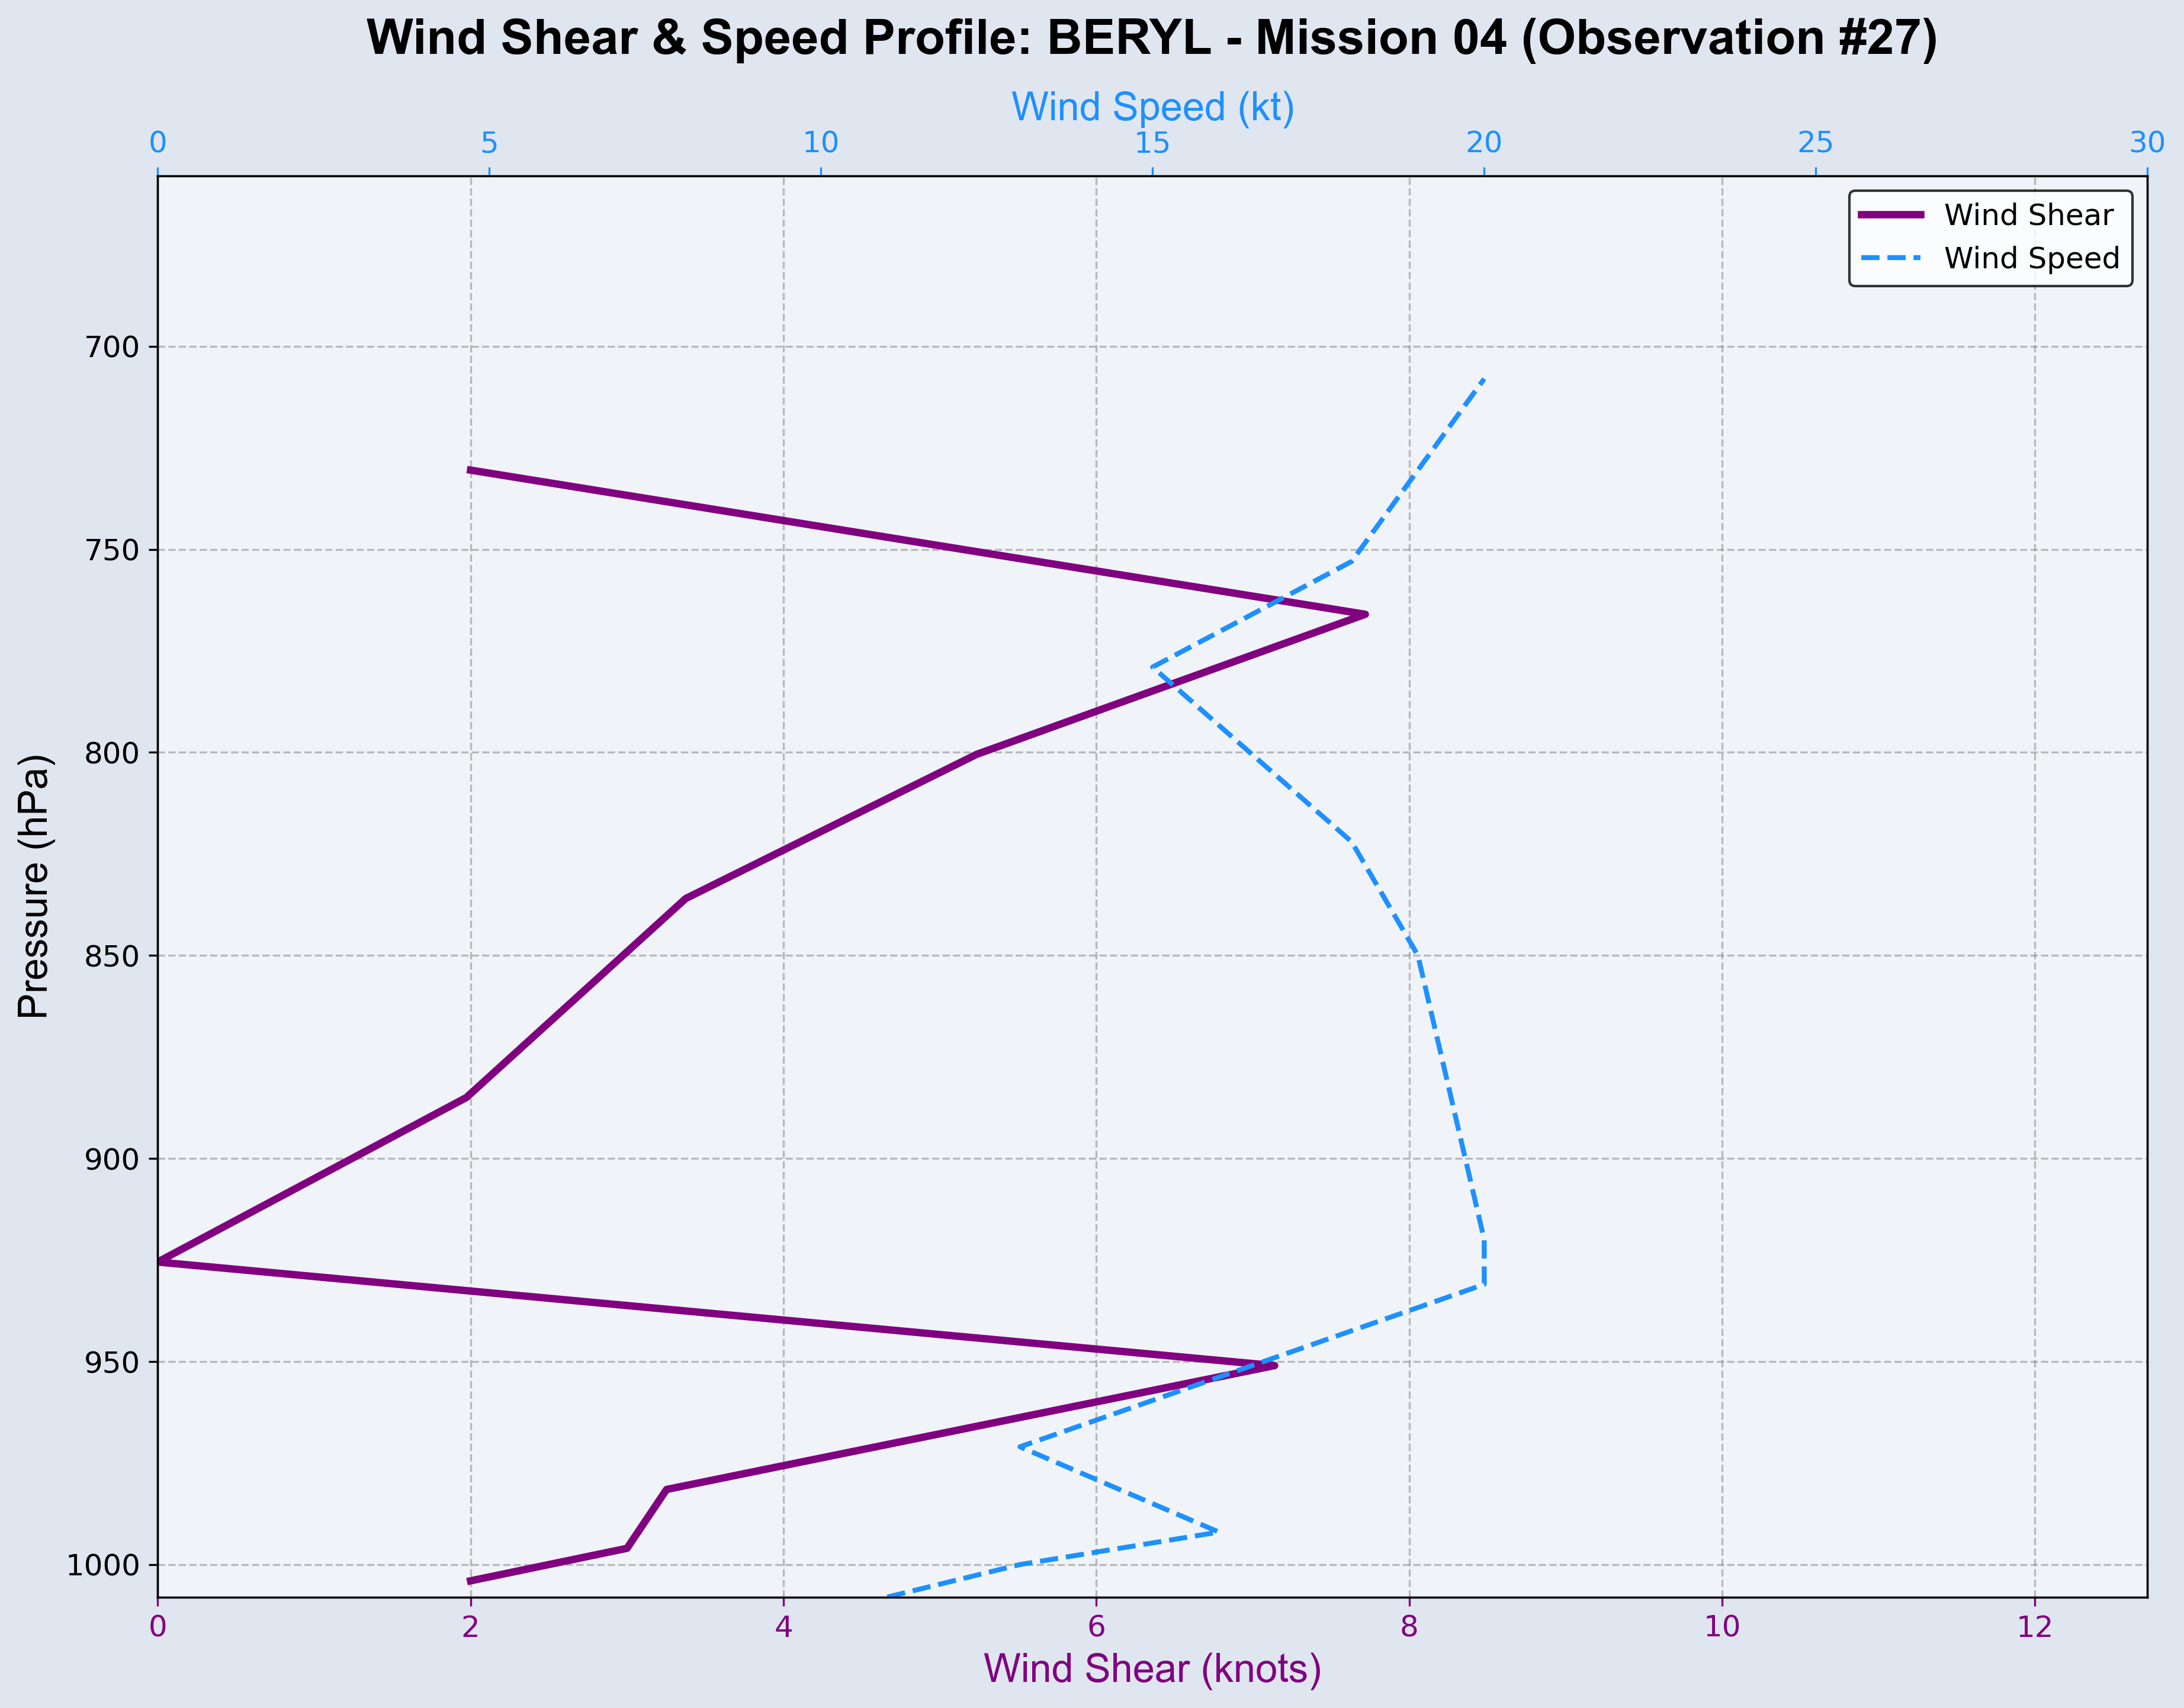 Wind Shear & Speed Profile: BERYL - Mission 04 (Observation #27)
Wind Speed (kt)
0 5 10 15 20 25 30
Wind Shear
Wind Speed
700
750
800
850
900
950
1000
Pressure (hPa)
0 2 4 6 8 10 12
Wind Shear (knots)